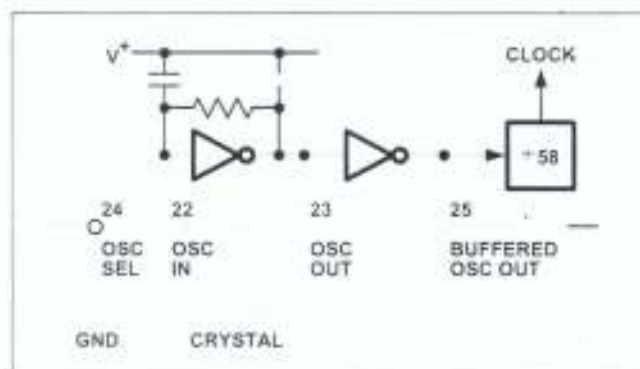 V+
CLOCK
÷58
24 22 23 25
OSC SEL
OSC IN
OSC OUT
BUFFERED OSC OUT
GND
CRYSTAL